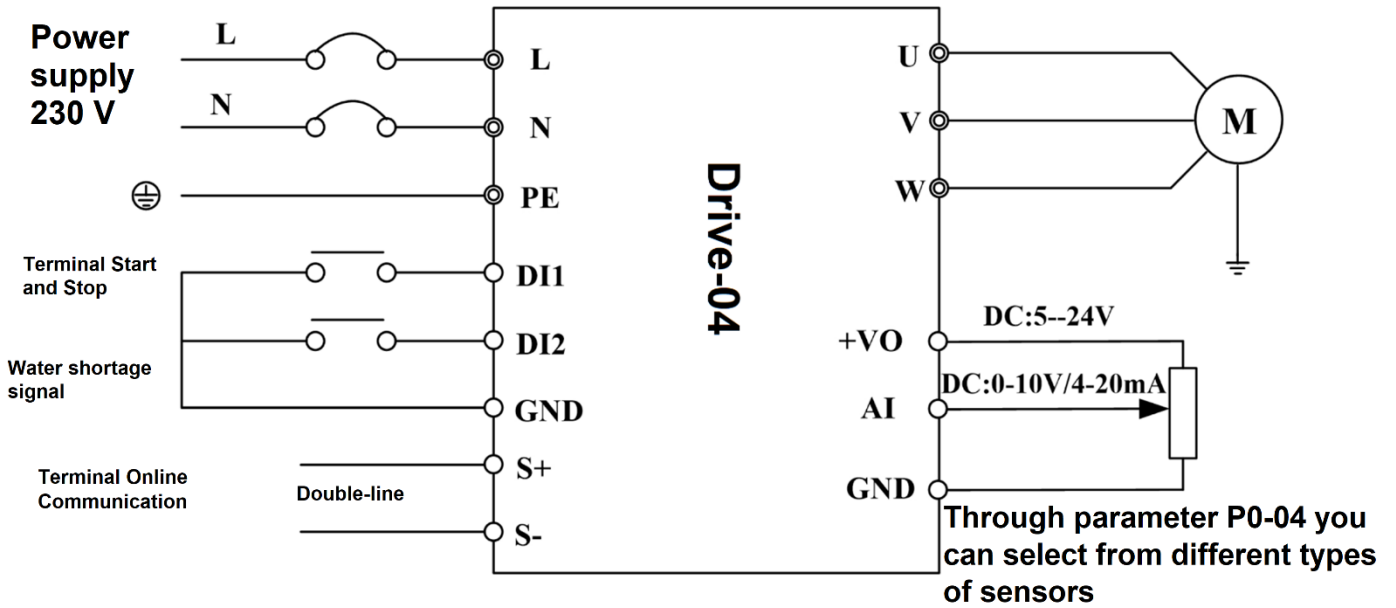 Power
supply
230 V
L
N
L
N
PE
Terminal Start
and Stop
DI1
Water shortage
signal
DI2
GND
Terminal Online
Communication
Double-line
S+
S-
Drive-04
U
V
W
M
+VO
DC:5--24V
AI
DC:0-10V/4-20mA
GND
Through parameter P0-04 you
can select from different types
of sensors